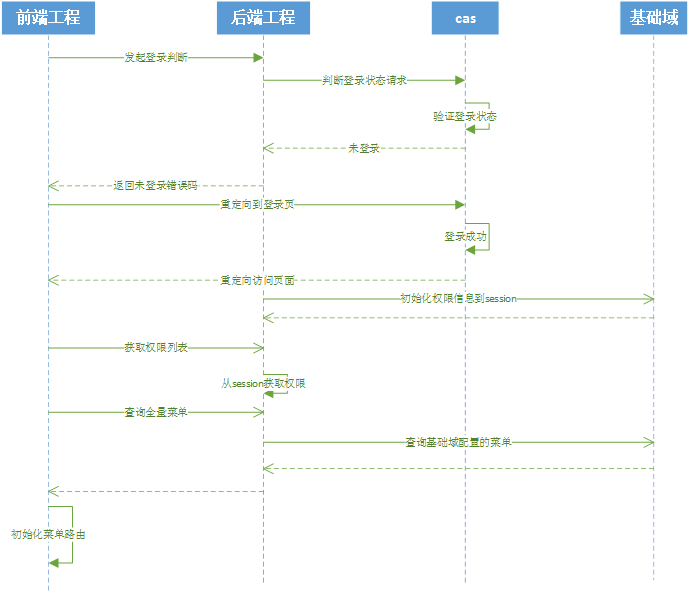 前端工程
后端工程
cas
基础域
发起登录判断
判断登录状态请求
验证登录状态
未登录
返回未登录错误码
重定向到登录页
登录成功
重定向访问页面
初始化权限信息到session
获取权限列表
从session获取权限
查询全量菜单
查询基础域配置的菜单
初始化菜单路由